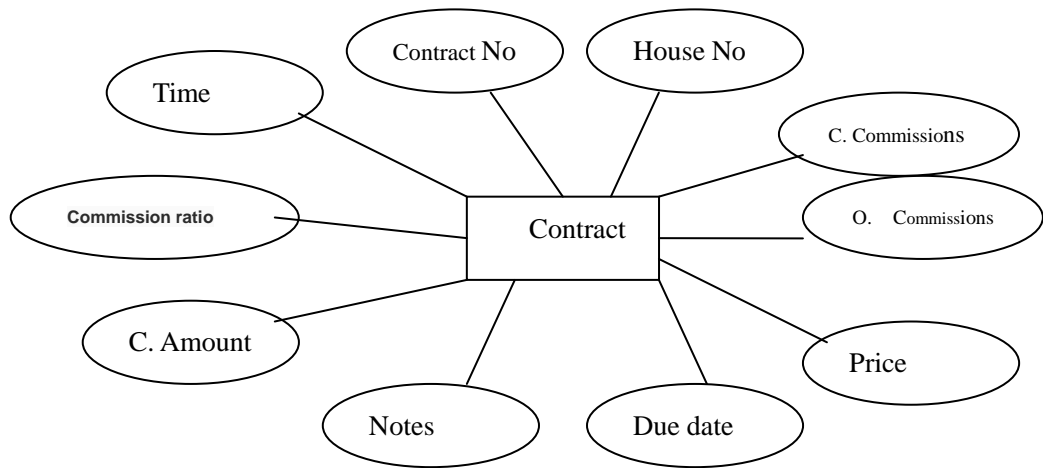 Contract No
House No
Time
C. Commissions
Commission ratio
O. Commissions
Contract
C. Amount
Price
Notes
Due date